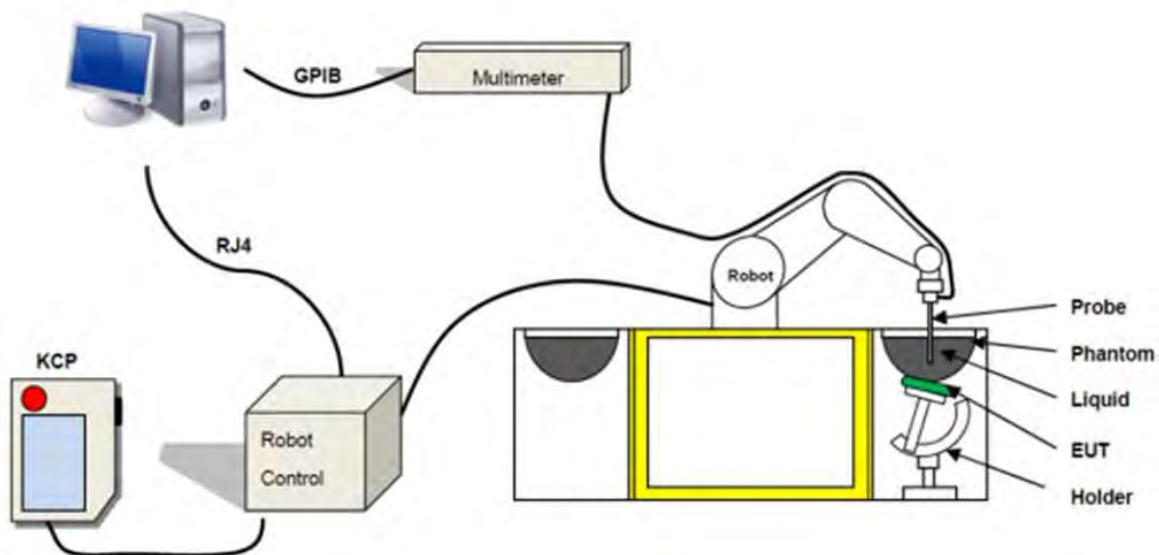 GPIB
Multimeter
RJ4
Robot
Probe
Phantom
KCP
Liquid
Robot
Control
EUT
Holder